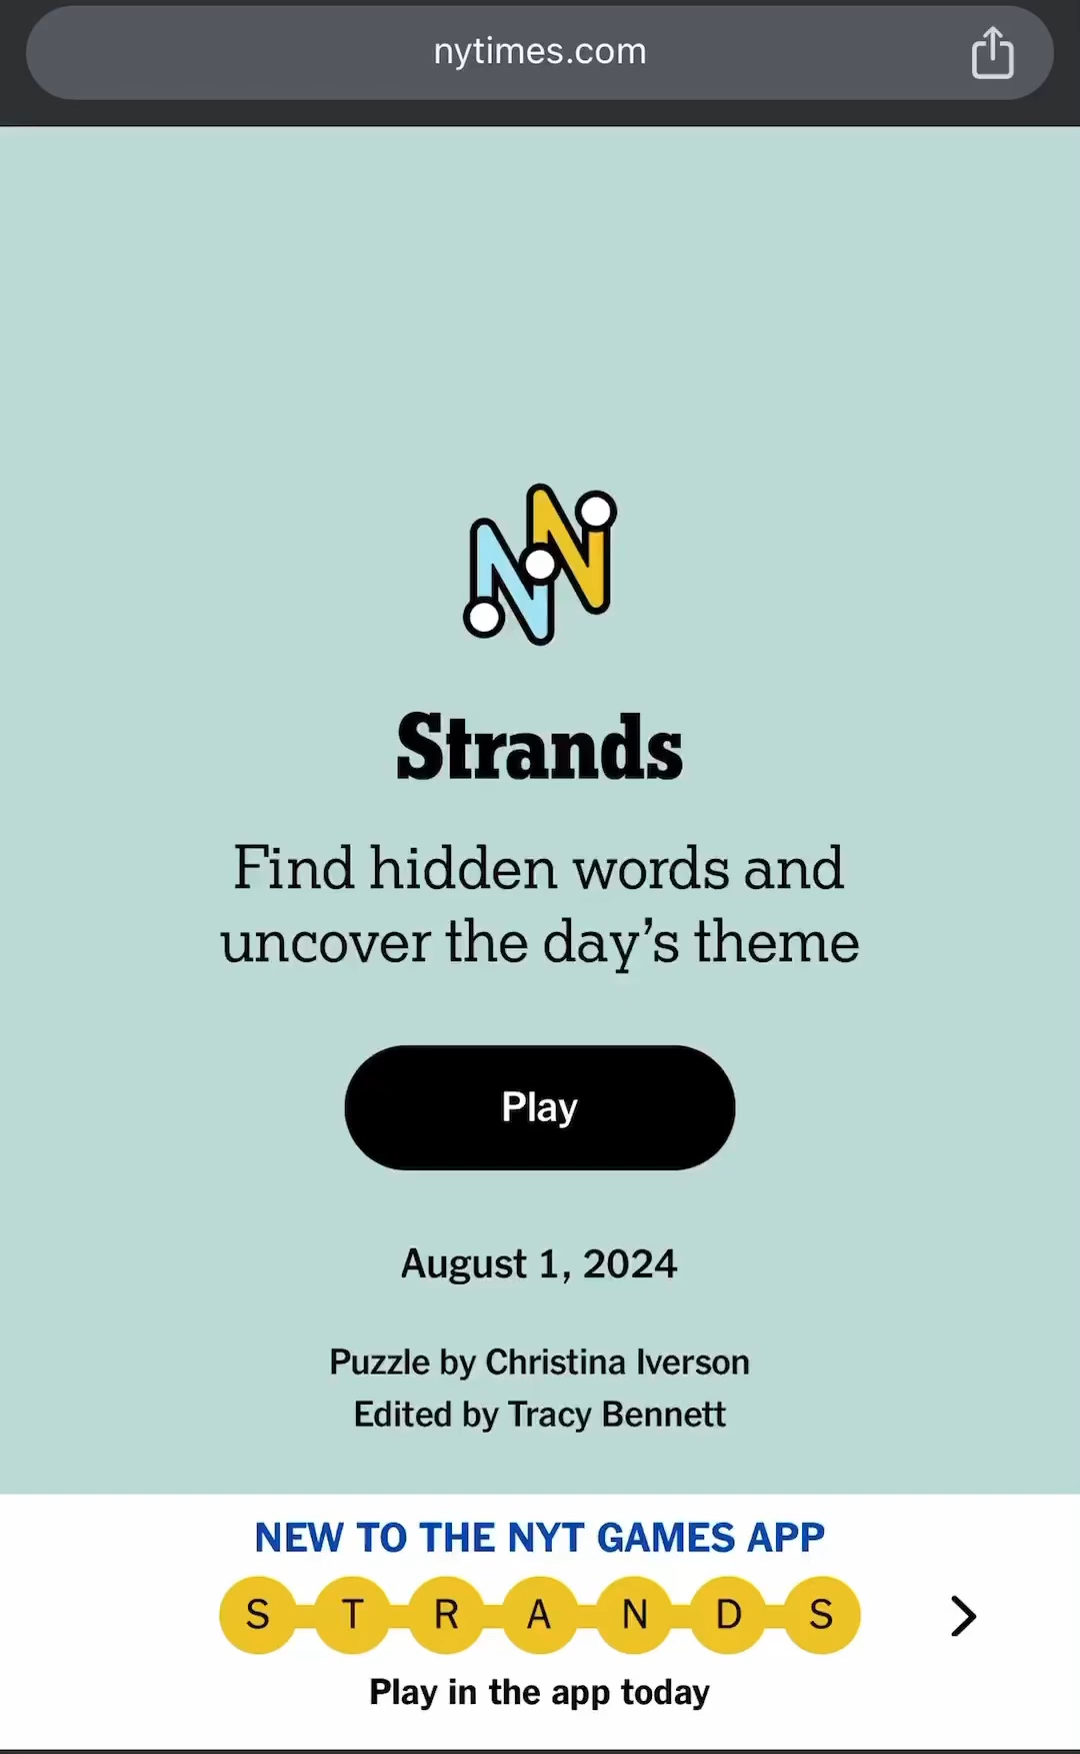 nytimes.com
Strands
Find hidden words and
uncover the day’s theme
Play
August 1, 2024
Puzzle by Christina Iverson
Edited by Tracy Bennett
NEW TO THE NYT GAMES APP
STRANDS
Play in the app today